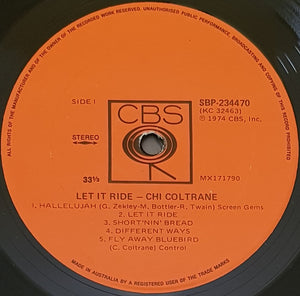 ALL RIGHTS OF THE MANUFACTURER AND OF THE OWNER OF THE RECORDED WORK RESERVED. UNAUTHORISED COPYING, PUBLIC PERFORMANCE, BROADCASTING AND COPYING OF THIS RECORD PROHIBITED
CBS
SIDE 1
SBP-234470
(KC 32463)
℗ 1974 CBS, Inc.
STEREO
33⅓
MX171790
LET IT RIDE – CHI COLTRANE
1. HALLELUJAH (G. Zekley-M. Bottler-R. Twain) Screen Gems
2. LET IT RIDE
3. SHORT'NIN' BREAD
4. DIFFERENT WAYS
5. FLY AWAY BLUEBIRD
(C. Coltrane) Control
MADE IN AUSTRALIA BY A REGISTERED USER OF THE TRADE MARK